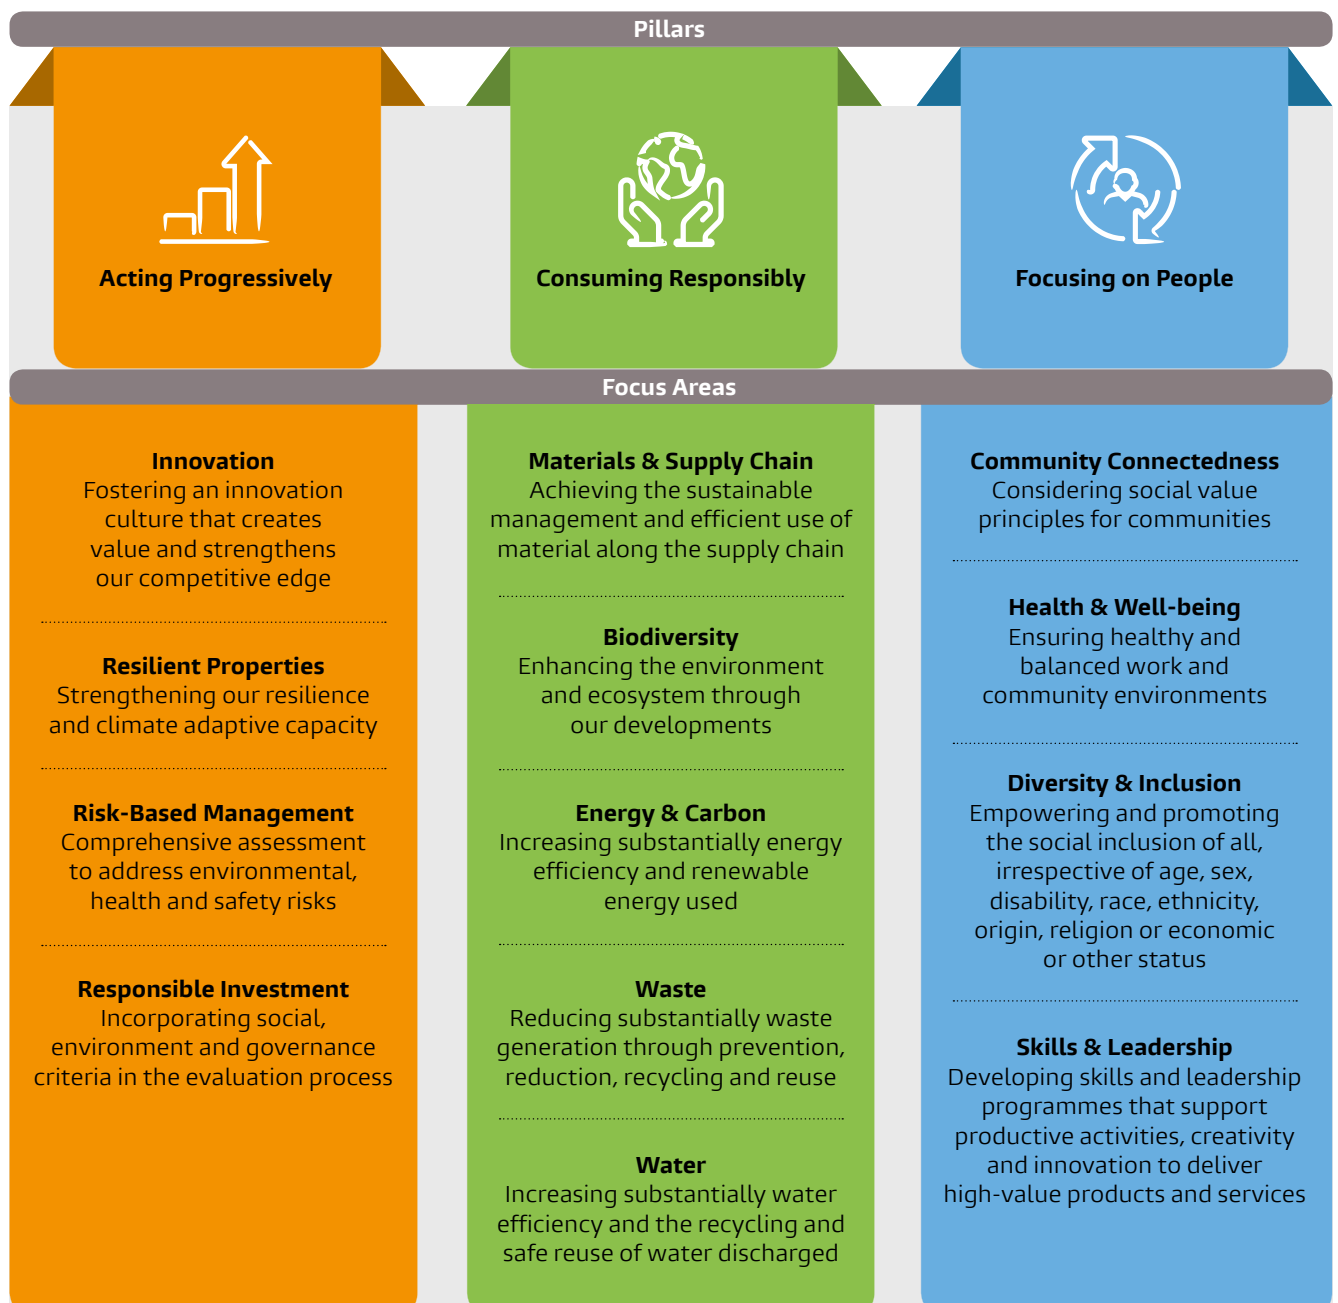 Pillars
Acting Progressively
Consuming Responsibly
Focusing on People
Focus Areas
Innovation
Fostering an innovation
culture that creates
value and strengthens
our competitive edge
Resilient Properties
Strengthening our resilience
and climate adaptive capacity
Risk-Based Management
Comprehensive assessment
to address environmental,
health and safety risks
Responsible Investment
Incorporating social,
environment and governance
criteria in the evaluation process
Materials & Supply Chain
Achieving the sustainable
management and efficient use of
material along the supply chain
Biodiversity
Enhancing the environment
and ecosystem through
our developments
Energy & Carbon
Increasing substantially energy
efficiency and renewable
energy used
Waste
Reducing substantially waste
generation through prevention,
reduction, recycling and reuse
Water
Increasing substantially water
efficiency and the recycling and
safe reuse of water discharged
Community Connectedness
Considering social value
principles for communities
Health & Well-being
Ensuring healthy and
balanced work and
community environments
Diversity & Inclusion
Empowering and promoting
the social inclusion of all,
irrespective of age, sex,
disability, race, ethnicity,
origin, religion or economic
or other status
Skills & Leadership
Developing skills and leadership
programmes that support
productive activities, creativity
and innovation to deliver
high-value products and services